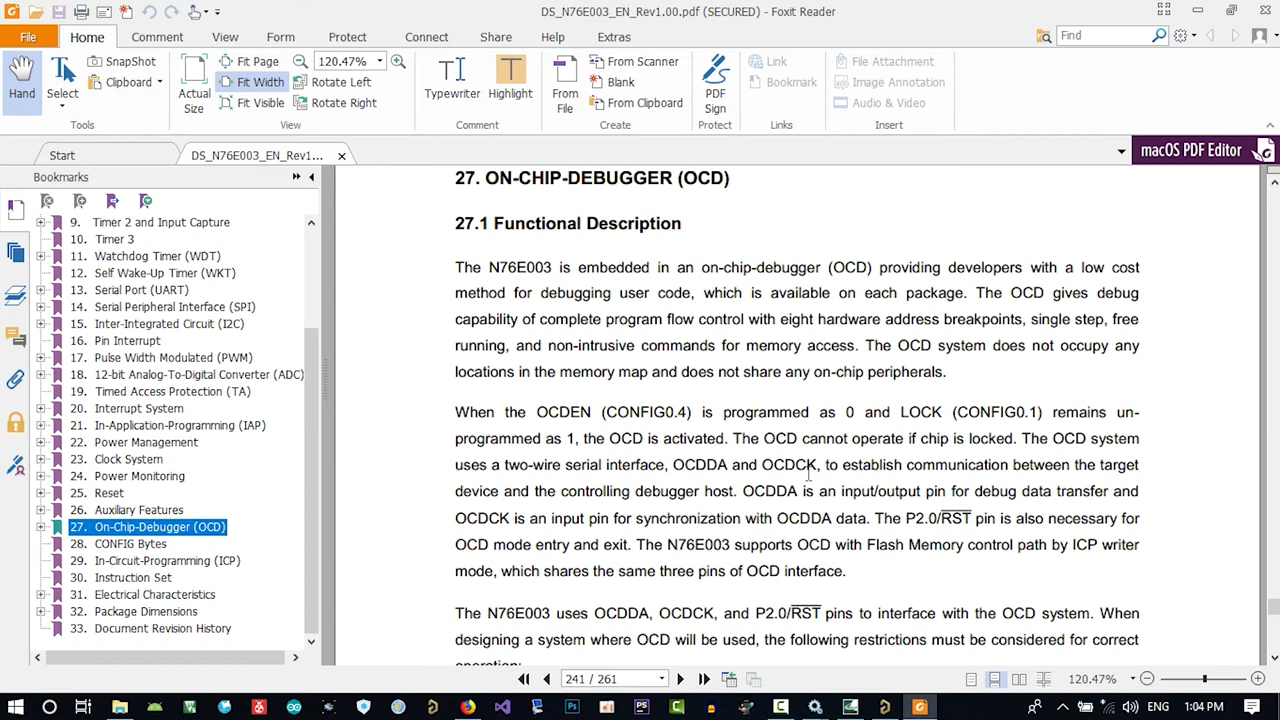 DS_N76E003_EN_Rev1.00.pdf (SECURED) - Foxit Reader
File
Home
Comment
View
Form
Protect
Connect
Share
Help
Extras
Find
Hand
Select
SnapShot
Clipboard
Tools
Actual
Size
Fit Page
Fit Width
Fit Visible
120.47%
Rotate Left
Rotate Right
View
Typewriter
Highlight
Comment
From
File
From Scanner
Blank
From Clipboard
Create
PDF
Sign
Protect
Link
Bookmark
Links
File Attachment
Image Annotation
Audio & Video
Insert
Start
DS_N76E003_EN_Rev1...
macOS PDF Editor
Bookmarks
9. Timer 2 and Input Capture
10. Timer 3
11. Watchdog Timer (WDT)
12. Self Wake-Up Timer (WKT)
13. Serial Port (UART)
14. Serial Peripheral Interface (SPI)
15. Inter-Integrated Circuit (I2C)
16. Pin Interrupt
17. Pulse Width Modulated (PWM)
18. 12-bit Analog-To-Digital Converter (ADC)
19. Timed Access Protection (TA)
20. Interrupt System
21. In-Application-Programming (IAP)
22. Power Management
23. Clock System
24. Power Monitoring
25. Reset
26. Auxiliary Features
27. On-Chip-Debugger (OCD)
28. CONFIG Bytes
29. In-Circuit-Programming (ICP)
30. Instruction Set
31. Electrical Characteristics
32. Package Dimensions
33. Document Revision History
27. ON-CHIP-DEBUGGER (OCD)
27.1 Functional Description
The N76E003 is embedded in an on-chip-debugger (OCD) providing developers with a low cost
method for debugging user code, which is available on each package. The OCD gives debug
capability of complete program flow control with eight hardware address breakpoints, single step, free
running, and non-intrusive commands for memory access. The OCD system does not occupy any
locations in the memory map and does not share any on-chip peripherals.
When the OCDEN (CONFIG0.4) is programmed as 0 and LOCK (CONFIG0.1) remains un-
programmed as 1, the OCD is activated. The OCD cannot operate if chip is locked. The OCD system
uses a two-wire serial interface, OCDDA and OCDCK, to establish communication between the target
device and the controlling debugger host. OCDDA is an input/output pin for debug data transfer and
OCDCK is an input pin for synchronization with OCDDA data. The P2.0/RST pin is also necessary for
OCD mode entry and exit. The N76E003 supports OCD with Flash Memory control path by ICP writer
mode, which shares the same three pins of OCD interface.
The N76E003 uses OCDDA, OCDCK, and P2.0/RST pins to interface with the OCD system. When
designing a system where OCD will be used, the following restrictions must be considered for correct
operation:
241 / 261
120.47%
ENG
1:04 PM